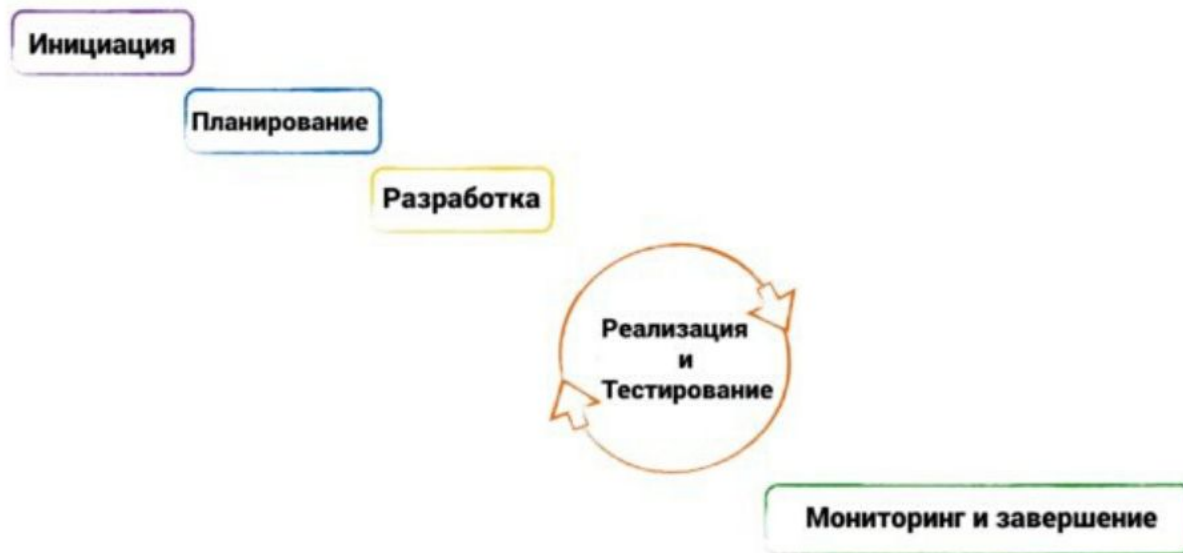 Инициация
Планирование
Разработка
Реализация
и
Тестирование
Мониторинг и завершение